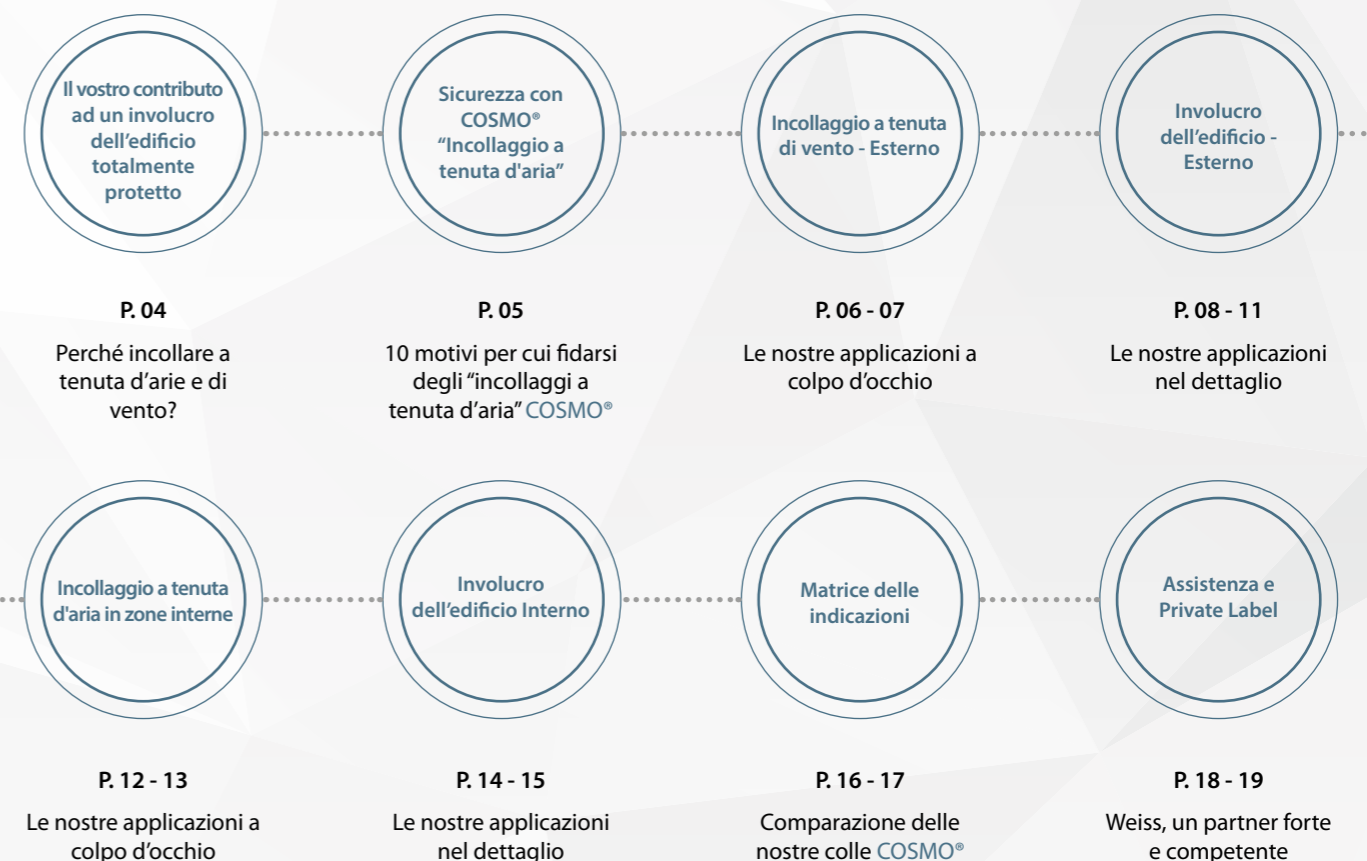 Il vostro contributo
ad un involucro
dell’edificio
totalmente
protetto
P. 04
Perché incollare a
tenuta d’arie e di
vento?
Sicurezza con
COSMO®
“Incollaggio a
tenuta d'aria”
P. 05
10 motivi per cui fidarsi
degli “incollaggi a
tenuta d’aria” COSMO®
Incollaggio a tenuta
di vento - Esterno
P. 06 - 07
Le nostre applicazioni a
colpo d’occhio
Involucro
dell’edificio -
Esterno
P. 08 - 11
Le nostre applicazioni
nel dettaglio
Incollaggio a tenuta
d'aria in zone interne
P. 12 - 13
Le nostre applicazioni a
colpo d’occhio
Involucro
dell’edificio Interno
P. 14 - 15
Le nostre applicazioni
nel dettaglio
Matrice delle
indicazioni
P. 16 - 17
Comparazione delle
nostre colle COSMO®
Assistenza e
Private Label
P. 18 - 19
Weiss, un partner forte
e competente